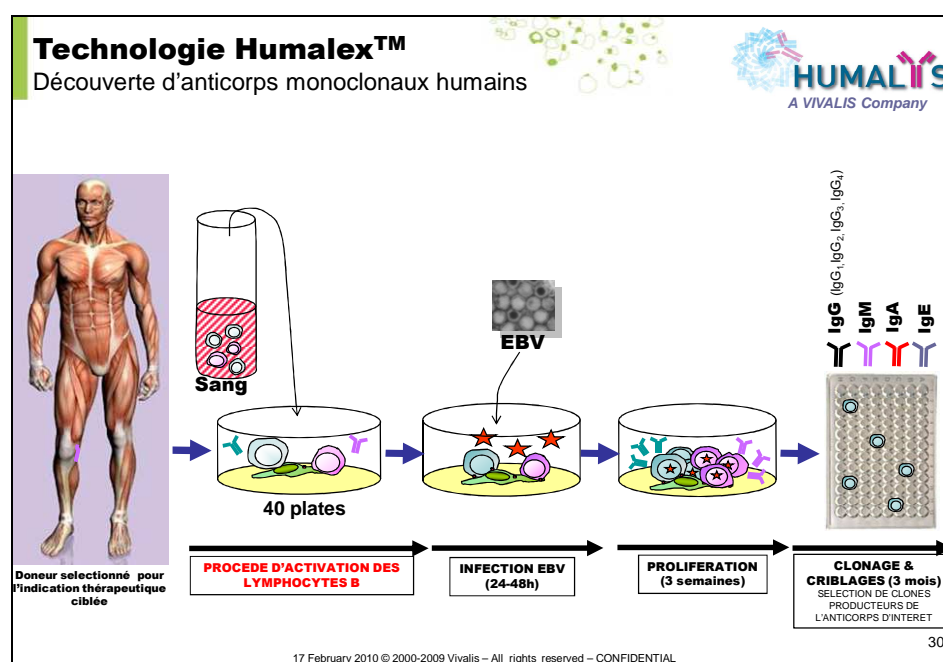 Technologie Humalex™
Découverte d'anticorps monoclonaux humains
HUMALYS
A VIVALIS Company
IgG (IgG1, IgG2, IgG3, IgG4)
IgM
IgA
IgE
EBV
Sang
40 plates
Doneur selectionné pour
l'indication thérapeutique
ciblée
PROCEDE D'ACTIVATION DES
LYMPHOCYTES B
INFECTION EBV
(24-48h)
PROLIFERATION
(3 semaines)
CLONAGE &
CRIBLAGES (3 mois)
SELECTION DE CLONES
PRODUCTEURS DE
L'ANTICORPS D'INTERET
30
17 February 2010 © 2000-2009 Vivalis – All rights reserved – CONFIDENTIAL